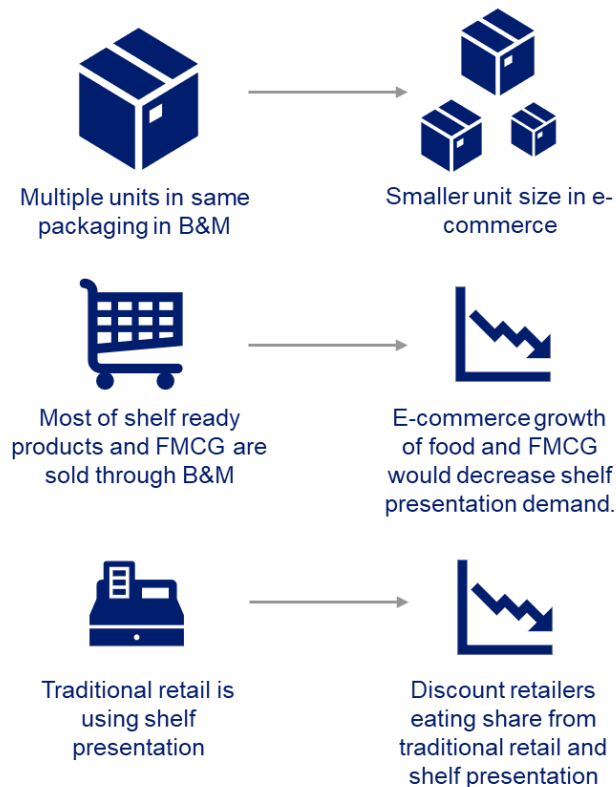 Multiple units in same
packaging in B&M
Smaller unit size in e-
commerce
Most of shelf ready
products and FMCG are
sold through B&M
E-commerce growth
of food and FMCG
would decrease shelf
presentation demand.
Traditional retail is
using shelf
presentation
Discount retailers
eating share from
traditional retail and
shelf presentation